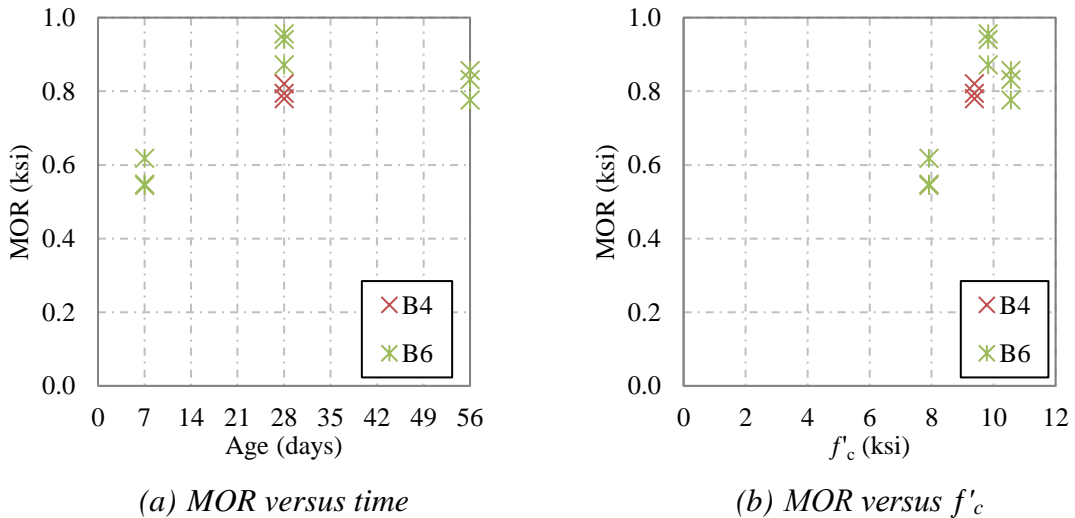 1.0
0.8
0.6
0.4
0.2
0.0
MOR (ksi)
0 7 14 21 28 35 42 49 56
Age (days)
B4
B6
(a) MOR versus time
1.0
0.8
0.6
0.4
0.2
0.0
MOR (ksi)
0 2 4 6 8 10 12
f'c (ksi)
B4
B6
(b) MOR versus f'c